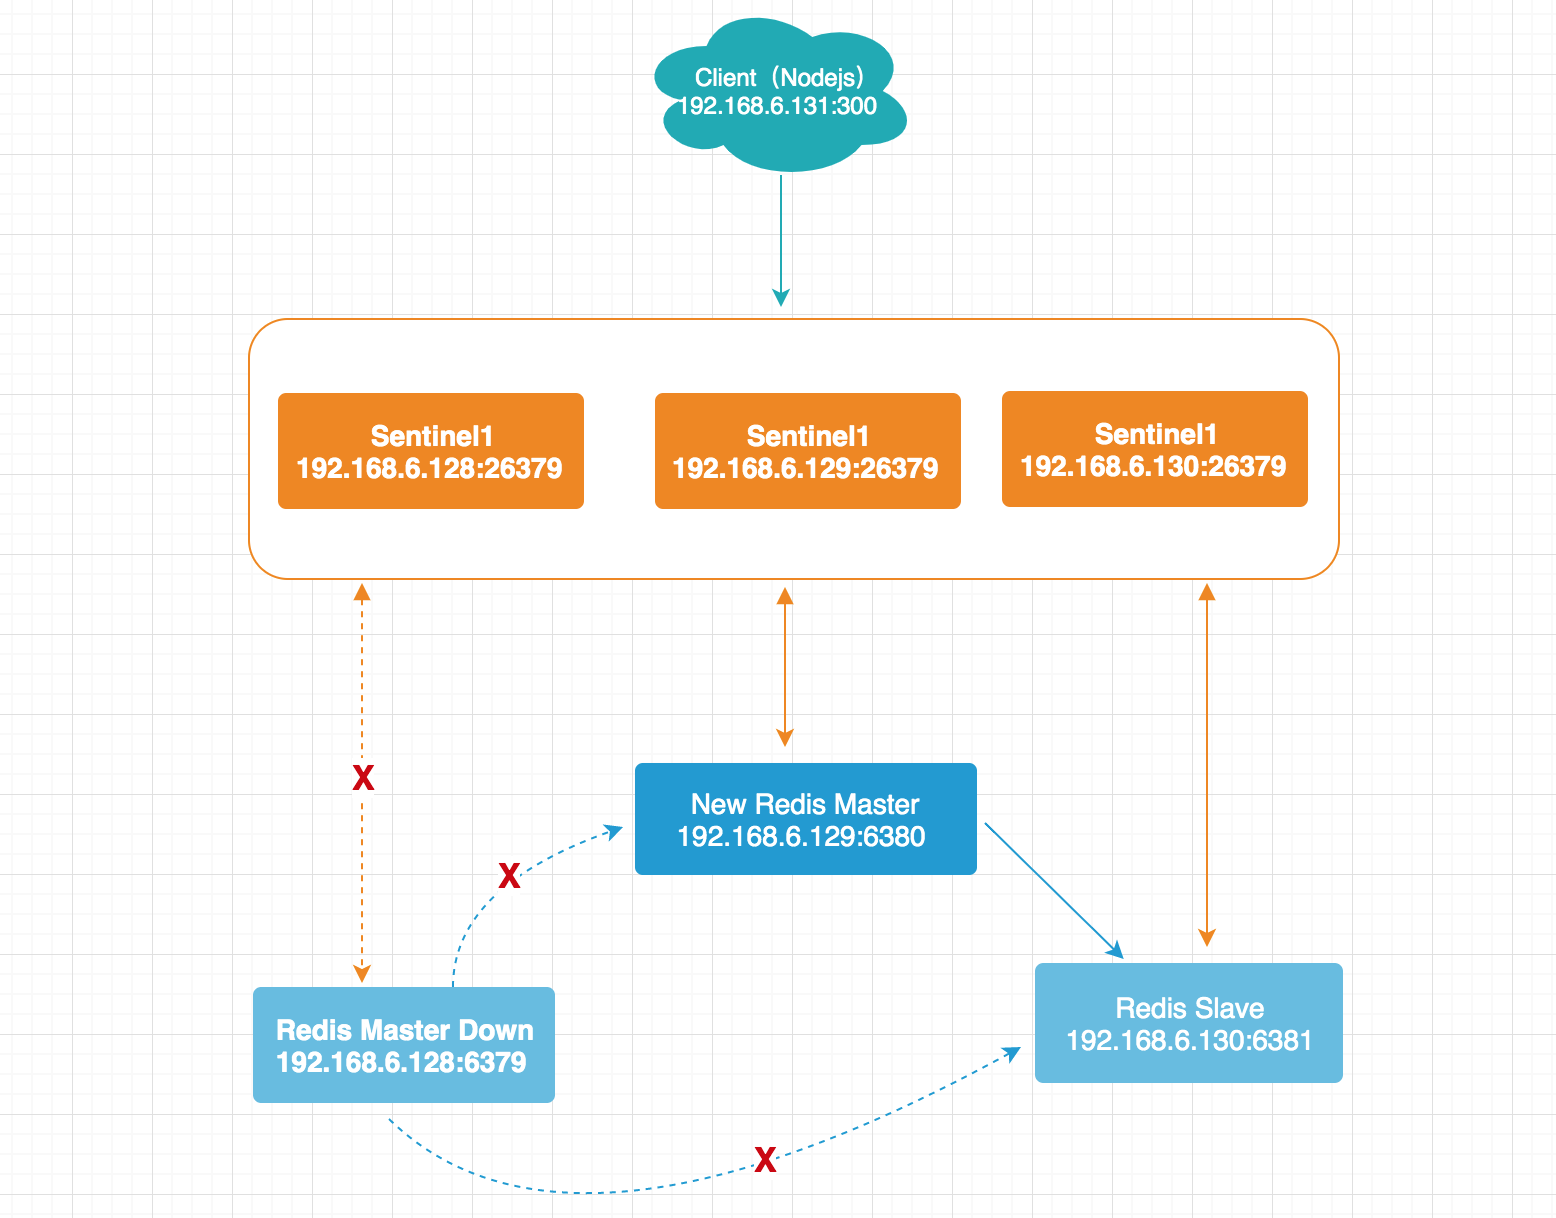 Client（Nodejs）
192.168.6.131:300
Sentinel1
192.168.6.128:26379
Sentinel1
192.168.6.129:26379
Sentinel1
192.168.6.130:26379
X
New Redis Master
192.168.6.129:6380
X
Redis Master Down
192.168.6.128:6379
Redis Slave
192.168.6.130:6381
X